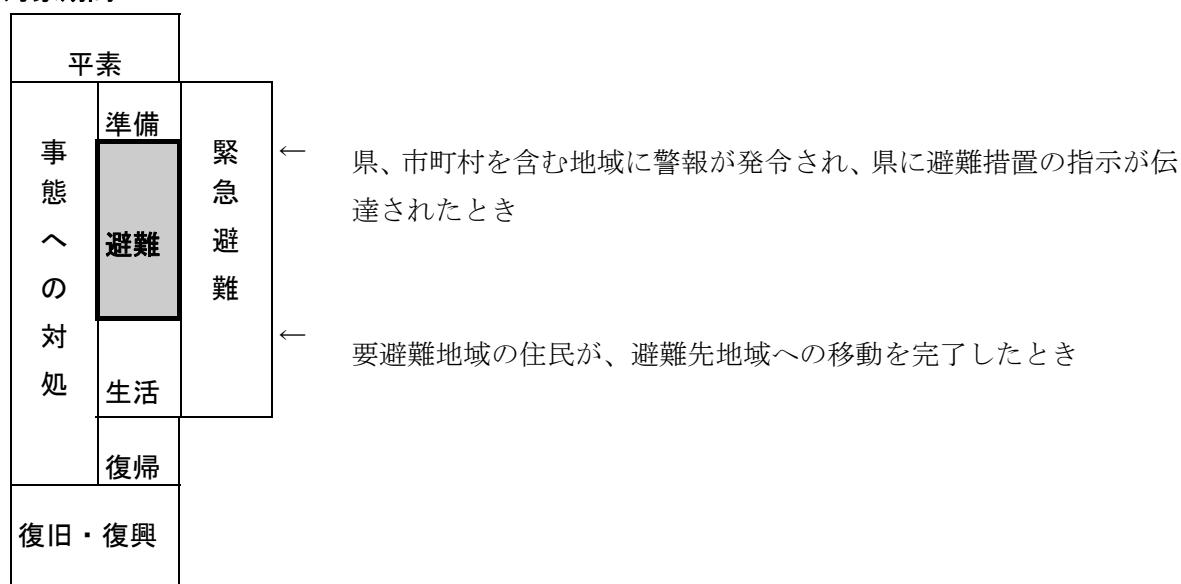 平素
事態への対処
準備
避難
生活
復帰
緊急避難
復旧・復興
← 県、市町村を含む地域に警報が発令され、県に避難措置の指示が伝
達されたとき
← 要避難地域の住民が、避難先地域への移動を完了したとき